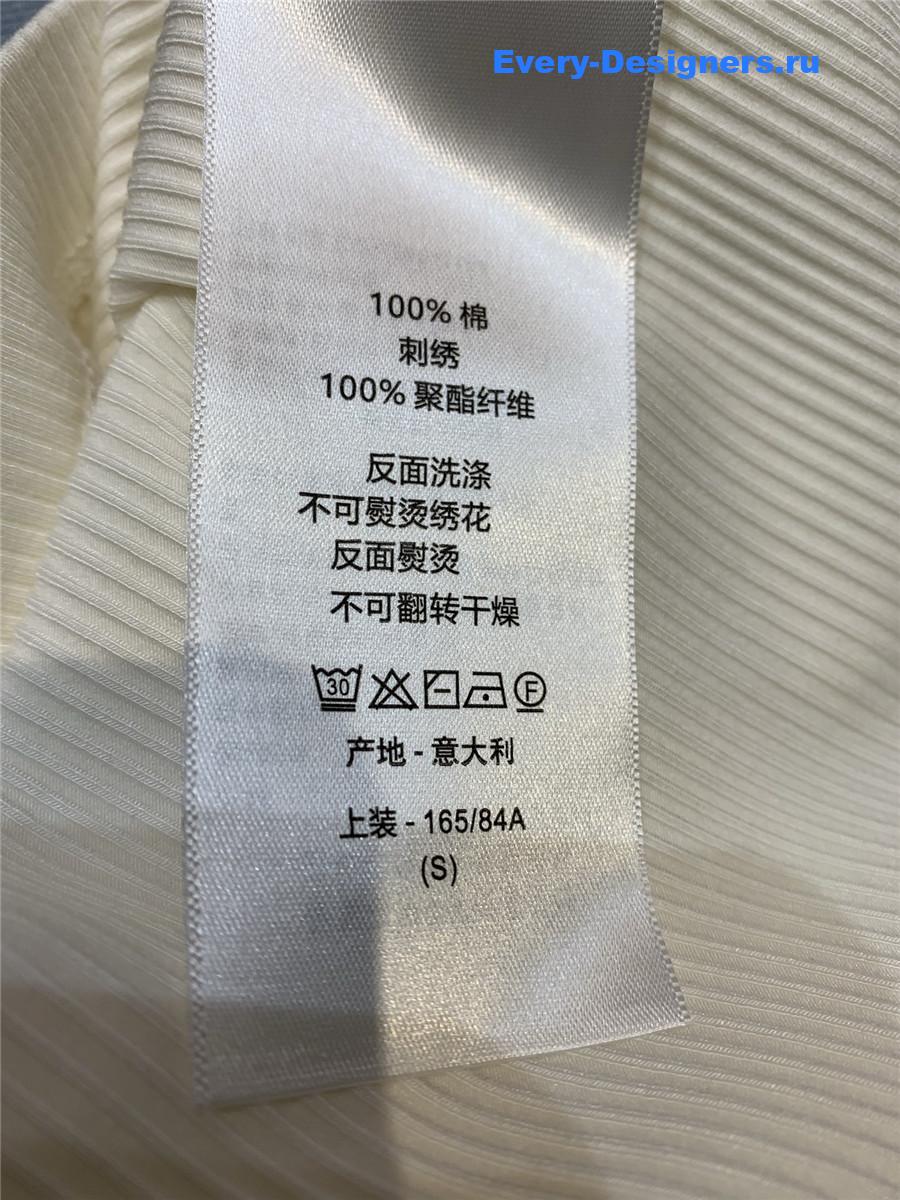 Every-Designers.ru
100% 棉
刺绣
100% 聚酯纤维
反面洗涤
不可熨烫绣花
反面熨烫
不可翻转干燥
30 F
产地 - 意大利
上装 - 165/84A
(S)